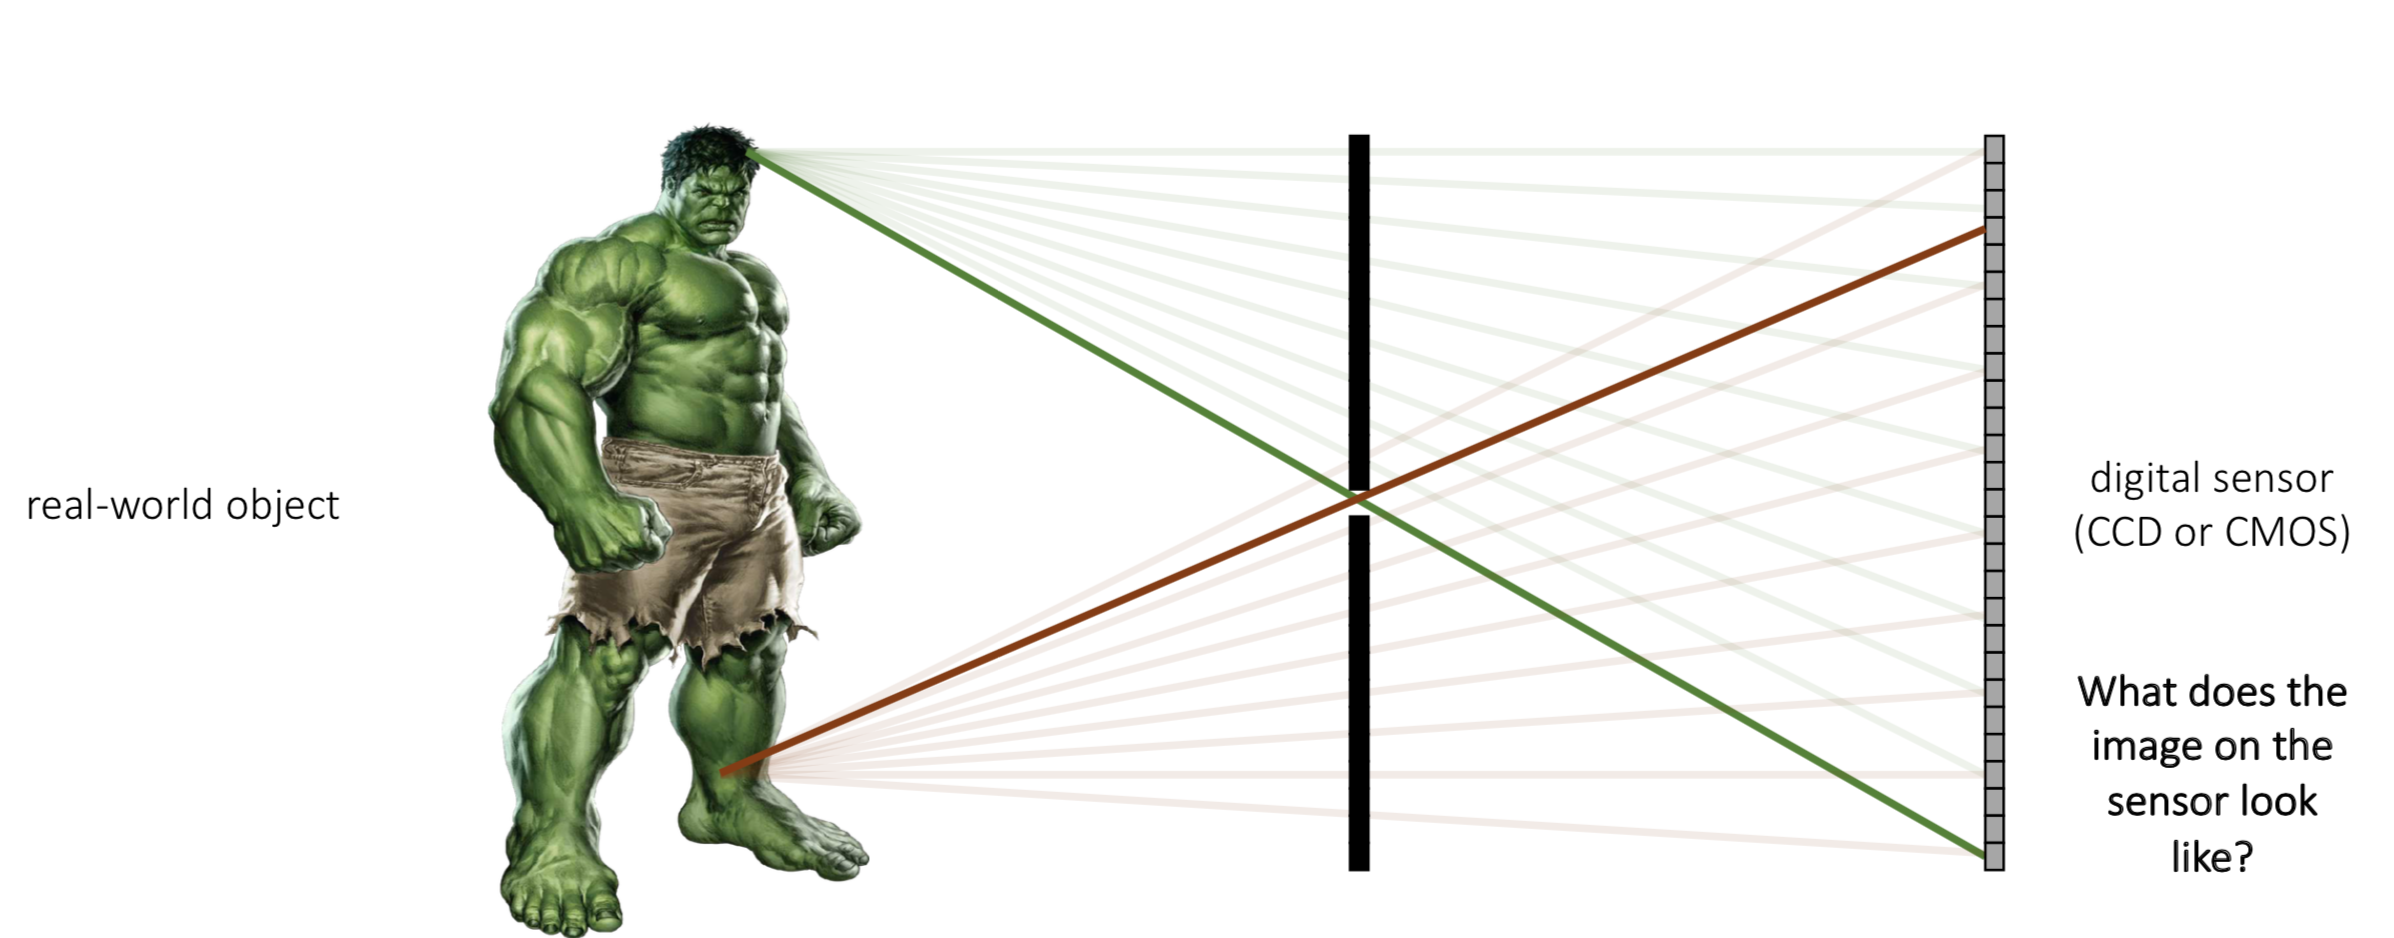 real-world object
digital sensor
(CCD or CMOS)
What does the
image on the
sensor look
like?